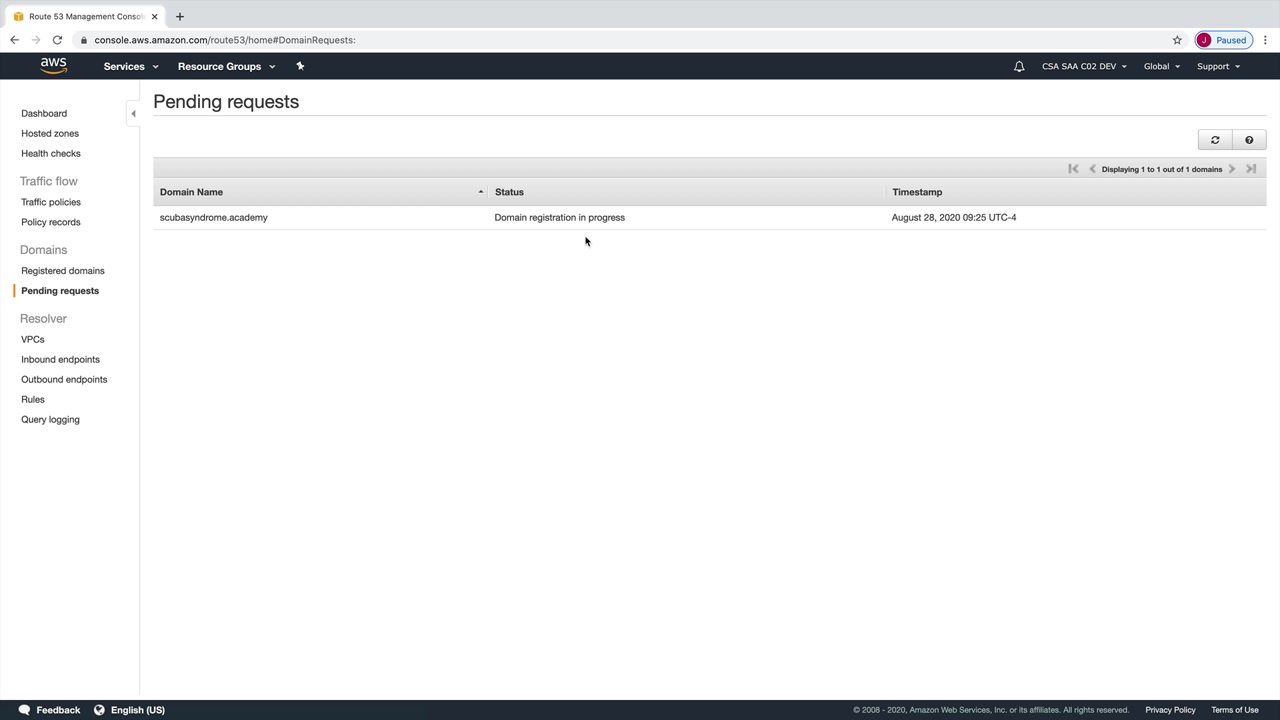 Route 53 Management Consol
console.aws.amazon.com/route53/home#DomainRequests:
J Paused
aws Services Resource Groups CSA SAA C02 DEV Global Support
Pending requests
Dashboard
Hosted zones
Health checks
Traffic flow
Traffic policies
Policy records
Domains
Registered domains
Pending requests
Resolver
VPCs
Inbound endpoints
Outbound endpoints
Rules
Query logging
Displaying 1 to 1 out of 1 domains
Domain Name Status Timestamp
scubasyndrome.academy Domain registration in progress August 28, 2020 09:25 UTC-4
Feedback English (US) © 2008 - 2020, Amazon Web Services, Inc. or its affiliates. All rights reserved. Privacy Policy Terms of Use